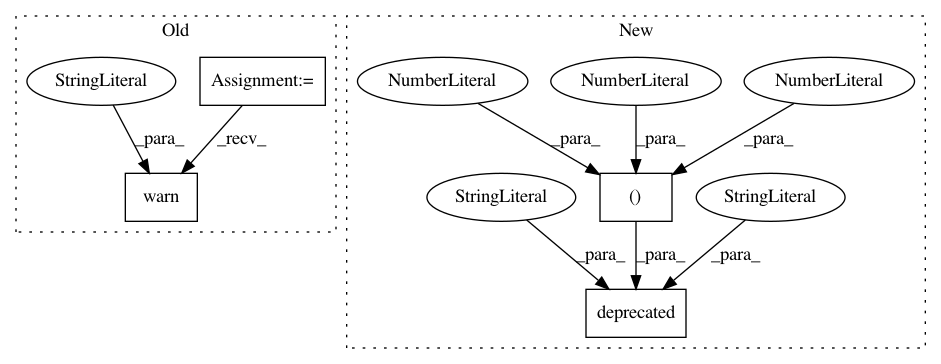 Old
New
StringLiteral
Assignment:=
NumberLiteral
NumberLiteral
NumberLiteral
_para_
_recv_
_para_
_para_
_para_
warn
StringLiteral
()
StringLiteral
_para_
_para_
_para_
deprecated